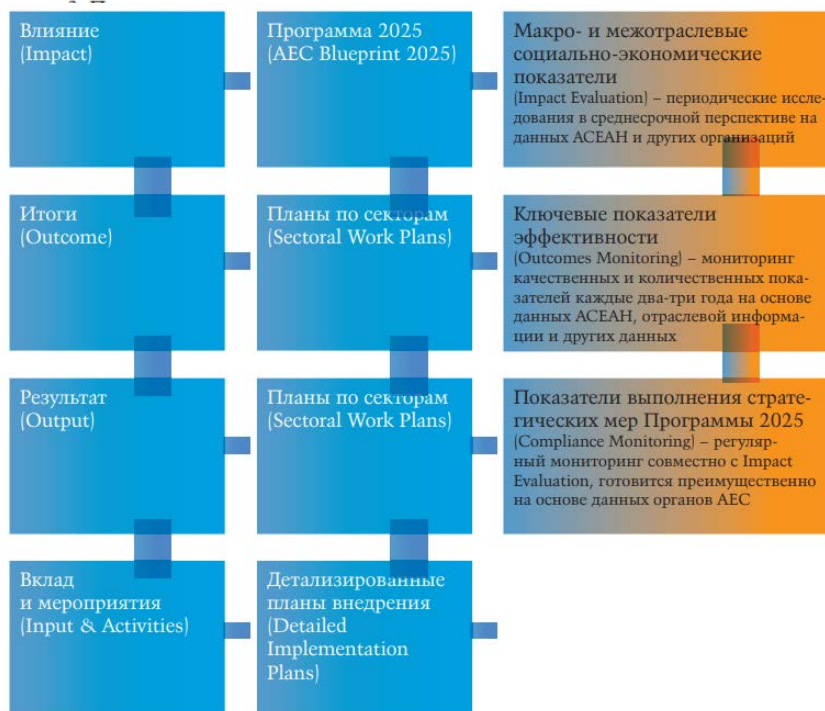 Влияние
(Impact)
Программа 2025
(AEC Blueprint 2025)
Макро- и межотраслевые
социально-экономические
показатели
(Impact Evaluation) – периодические иссле-
дования в среднесрочной перспективе на
данных АСЕАН и других организаций
Итоги
(Outcome)
Планы по секторам
(Sectoral Work Plans)
Ключевые показатели
эффективности
(Outcomes Monitoring) – мониторинг
качественных и количественных пока-
зателей каждые два-три года на основе
данных АСЕАН, отраслевой информа-
ции и других данных
Результат
(Output)
Планы по секторам
(Sectoral Work Plans)
Показатели выполнения страте-
гических мер Программы 2025
(Compliance Monitoring) – регуляр-
ный мониторинг совместно с Impact
Evaluation, готовится преимущественно
на основе данных органов АЕС
Вклад
и мероприятия
(Input & Activities)
Детализированные
планы внедрения
(Detailed
Implementation
Plans)